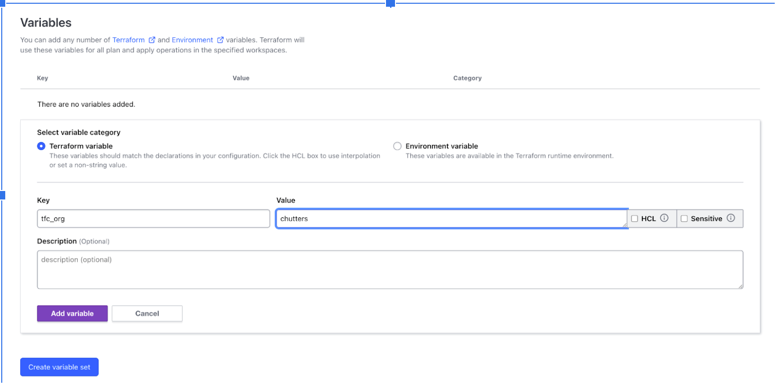 Variables
You can add any number of Terraform and Environment variables. Terraform will
use these variables for all plan and apply operations in the specified workspaces.
Key Value Category
There are no variables added.
Select variable category
Terraform variable
These variables should match the declarations in your configuration. Click the HCL box to use interpolation
or set a non-string value.
Environment variable
These variables are available in the Terraform runtime environment.
Key Value
tfc_org chutters HCL Sensitive
Description (Optional)
description (optional)
Add variable Cancel
Create variable set